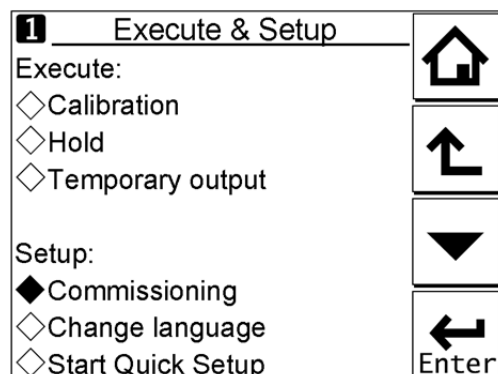 1 Execute & Setup
Execute:
Calibration
Hold
Temporary output
Setup:
Commissioning
Change language
Start Quick Setup
Enter